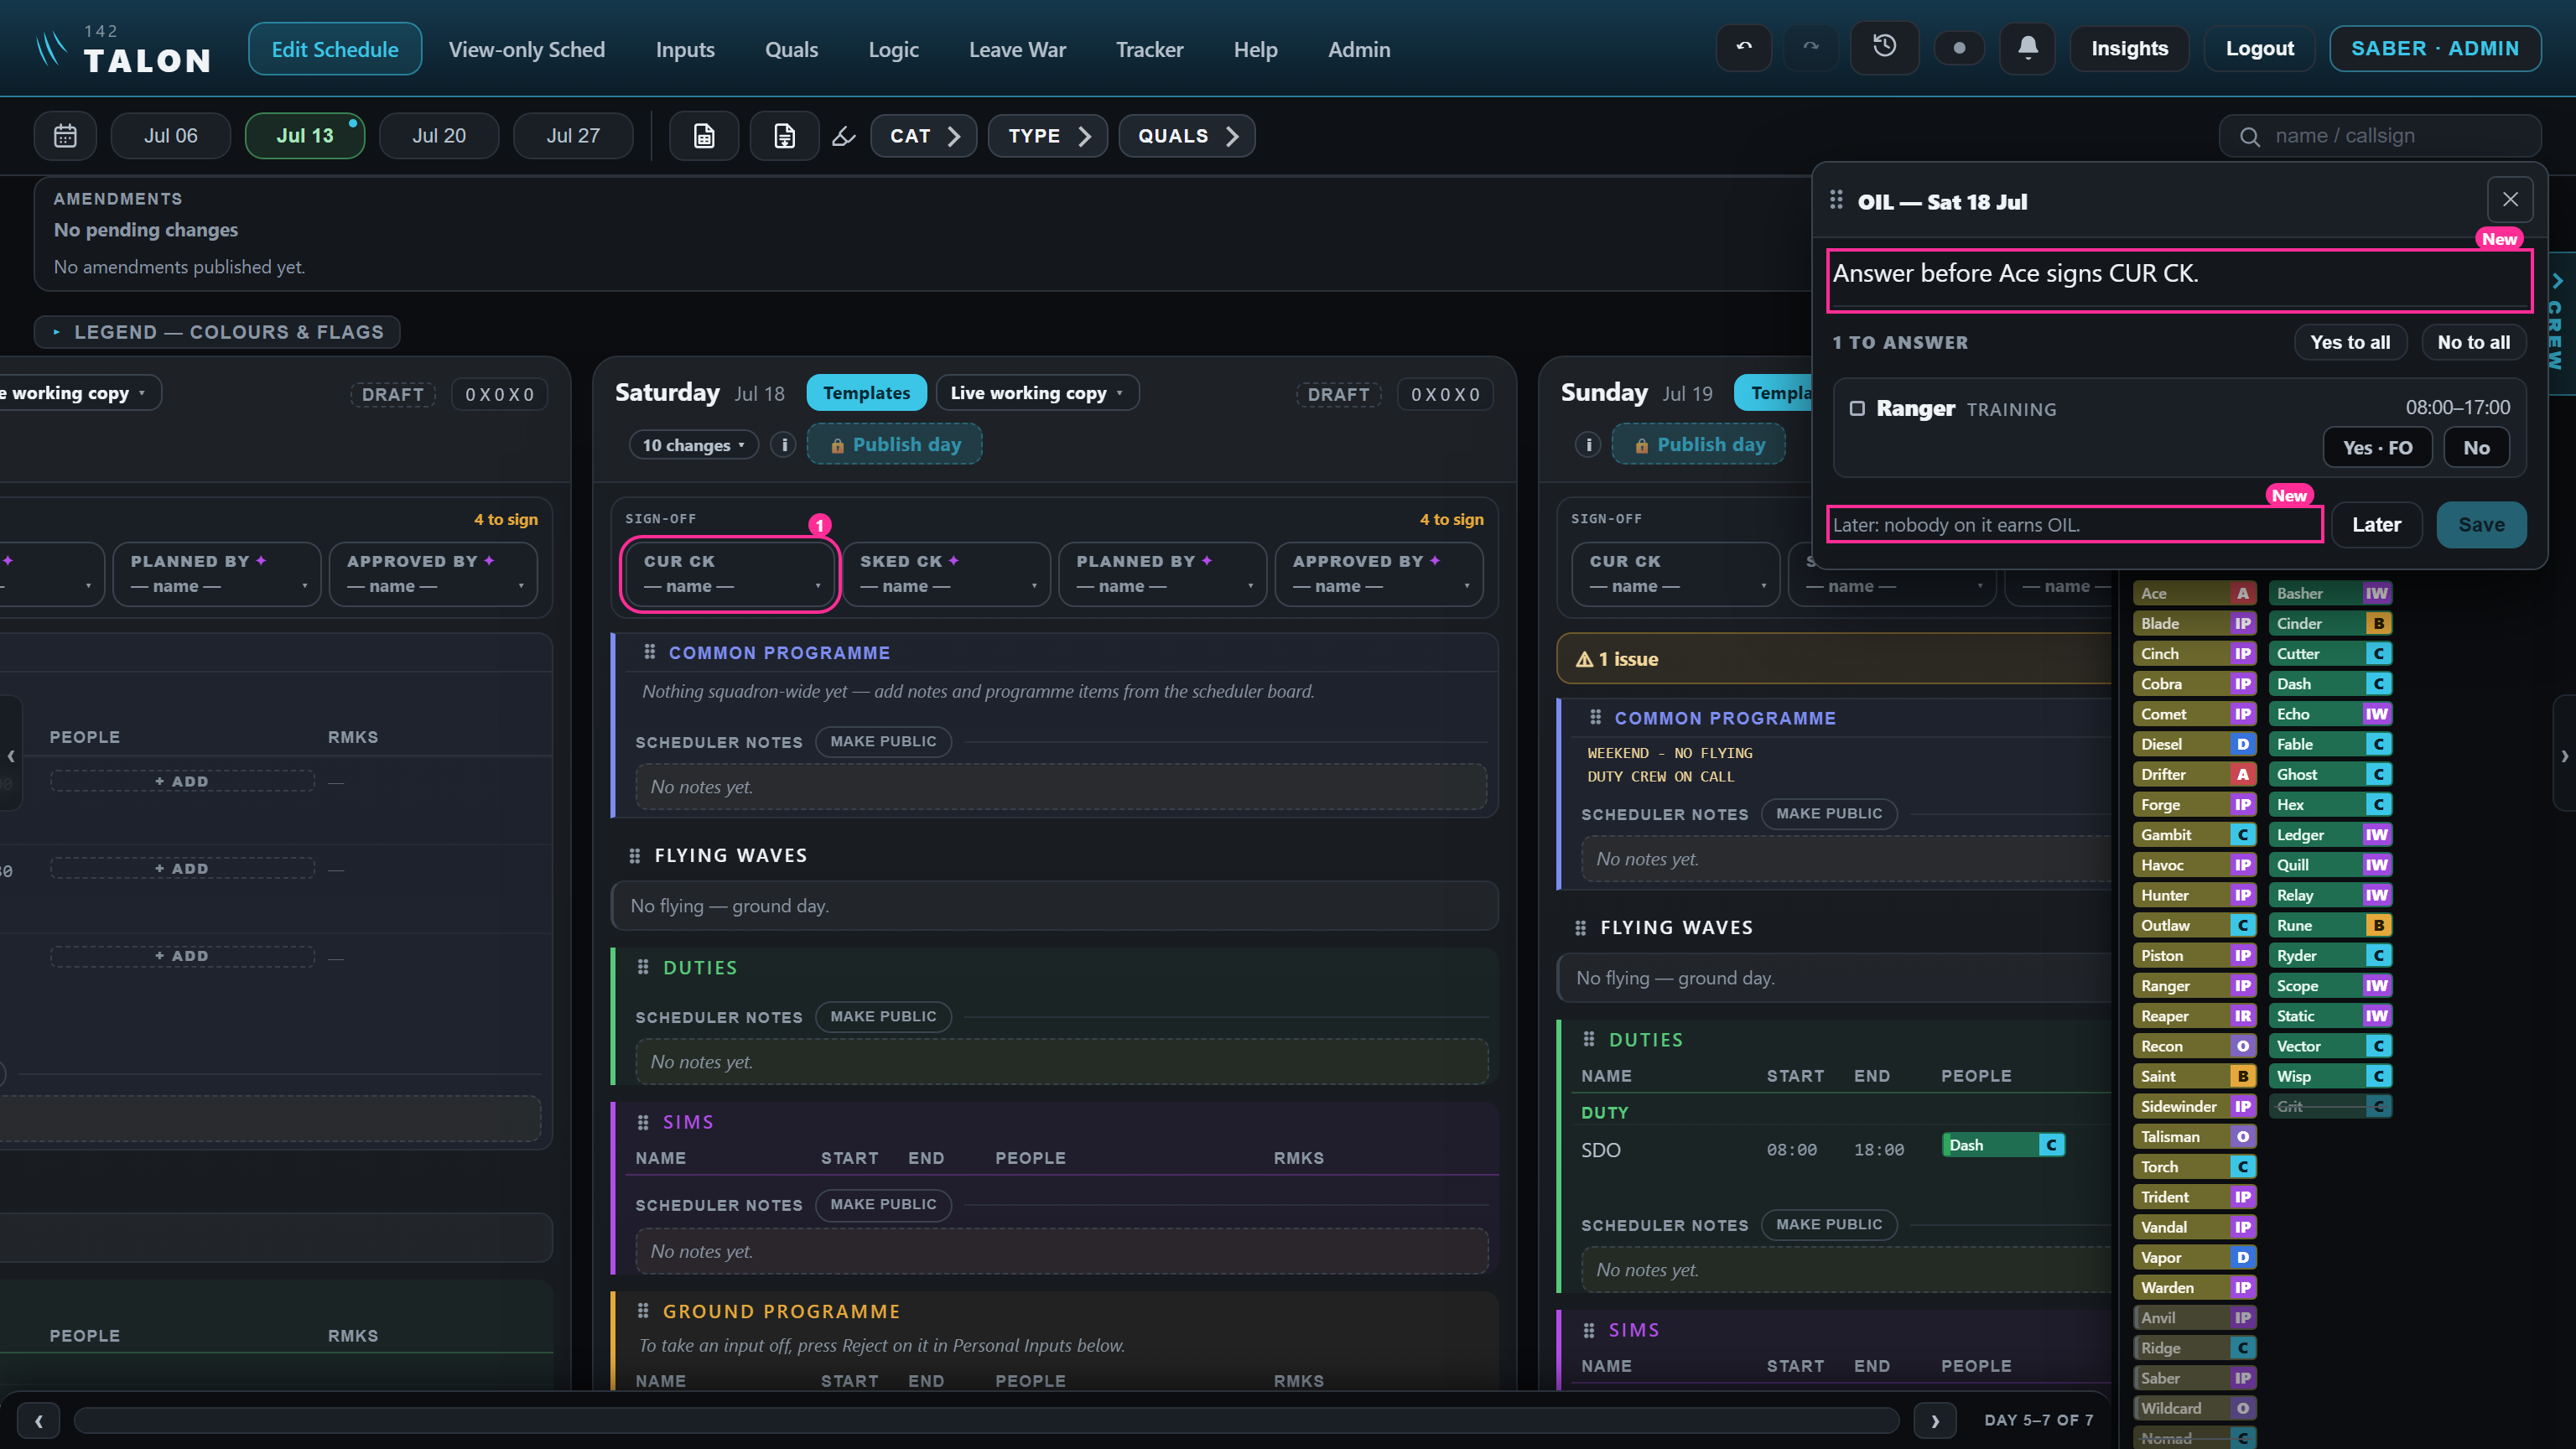 142
TALON
Edit Schedule
View-only Sched
Inputs
Quals
Logic
Leave War
Tracker
Help
Admin
Insights
Logout
SABER · ADMIN
Jul 06
Jul 13
Jul 20
Jul 27
CAT
TYPE
QUALS
name / callsign
AMENDMENTS
No pending changes
No amendments published yet.
LEGEND — COLOURS & FLAGS
OIL — Sat 18 Jul
New
Answer before Ace signs CUR CK.
1 TO ANSWER
Yes to all
No to all
Ranger TRAINING
08:00–17:00
Yes · FO
No
New
Later: nobody on it earns OIL.
Later
Save
CREW
e working copy
DRAFT
0 X 0 X 0
4 to sign
PLANNED BY
— name —
APPROVED BY
— name —
PEOPLE
RMKS
+ ADD
—
+ ADD
—
+ ADD
—
PEOPLE
RMKS
Saturday Jul 18
Templates
Live working copy
DRAFT
0 X 0 X 0
10 changes
i
Publish day
SIGN-OFF
4 to sign
1
CUR CK
— name —
SKED CK
— name —
PLANNED BY
— name —
APPROVED BY
— name —
COMMON PROGRAMME
Nothing squadron-wide yet — add notes and programme items from the scheduler board.
SCHEDULER NOTES
MAKE PUBLIC
No notes yet.
FLYING WAVES
No flying — ground day.
DUTIES
SCHEDULER NOTES
MAKE PUBLIC
No notes yet.
SIMS
NAME
START
END
PEOPLE
RMKS
SCHEDULER NOTES
MAKE PUBLIC
No notes yet.
GROUND PROGRAMME
To take an input off, press Reject on it in Personal Inputs below.
NAME
START
END
PEOPLE
RMKS
Sunday Jul 19
Templa
i
Publish day
SIGN-OFF
CUR CK
— name —
S
— name —
— name —
1 issue
COMMON PROGRAMME
WEEKEND - NO FLYING
DUTY CREW ON CALL
SCHEDULER NOTES
MAKE PUBLIC
No notes yet.
FLYING WAVES
No flying — ground day.
DUTIES
NAME
START
END
PEOPLE
DUTY
SDO
08:00
18:00
Dash C
SCHEDULER NOTES
MAKE PUBLIC
No notes yet.
SIMS
NAME
START
END
PEOPLE
Ace A
Blade IP
Cinch IP
Cobra IP
Comet IP
Diesel D
Drifter A
Forge IP
Gambit C
Havoc IP
Hunter IP
Outlaw C
Piston IP
Ranger IP
Reaper IR
Recon O
Saint B
Sidewinder IP
Talisman O
Torch C
Trident IP
Vandal IP
Vapor D
Warden IP
Anvil IP
Ridge C
Saber IP
Wildcard O
Nomad C
Basher IW
Cinder B
Cutter C
Dash C
Echo IW
Fable C
Ghost C
Hex C
Ledger IW
Quill IW
Relay IW
Rune B
Ryder C
Scope IW
Static IW
Vector C
Wisp C
Grit C
DAY 5–7 OF 7